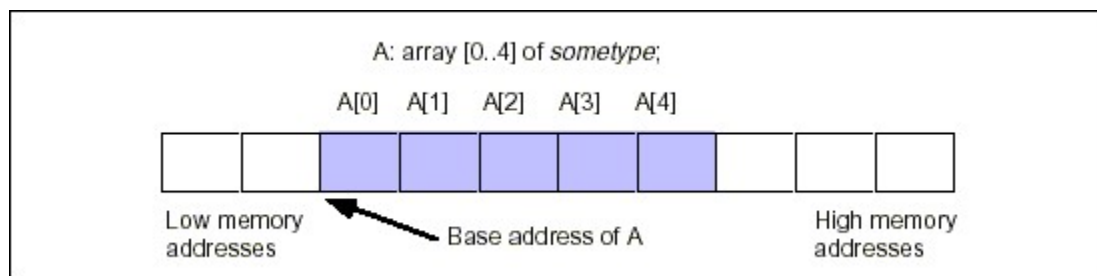 A: array [0..4] of sometype;
A[0] A[1] A[2] A[3] A[4]
Low memory
addresses
Base address of A
High memory
addresses